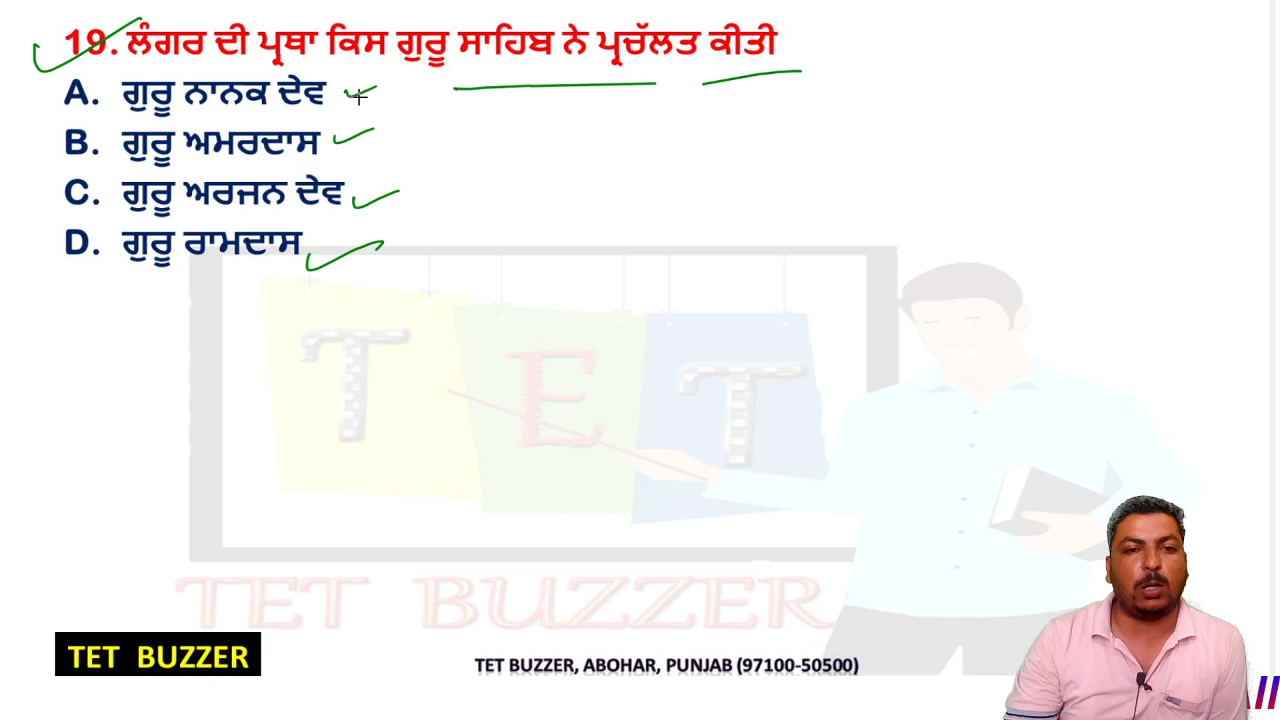 19. ਲੰਗਰ ਦੀ ਪ੍ਰਥਾ ਕਿਸ ਗੁਰੂ ਸਾਹਿਬ ਨੇ ਪ੍ਰਚੱਲਤ ਕੀਤੀ
A. ਗੁਰੂ ਨਾਨਕ ਦੇਵ
B. ਗੁਰੂ ਅਮਰਦਾਸ
C. ਗੁਰੂ ਅਰਜਨ ਦੇਵ
D. ਗੁਰੂ ਰਾਮਦਾਸ
T E T
TET BUZZER
TET BUZZER
TET BUZZER, ABOHAR, PUNJAB (97100-50500)